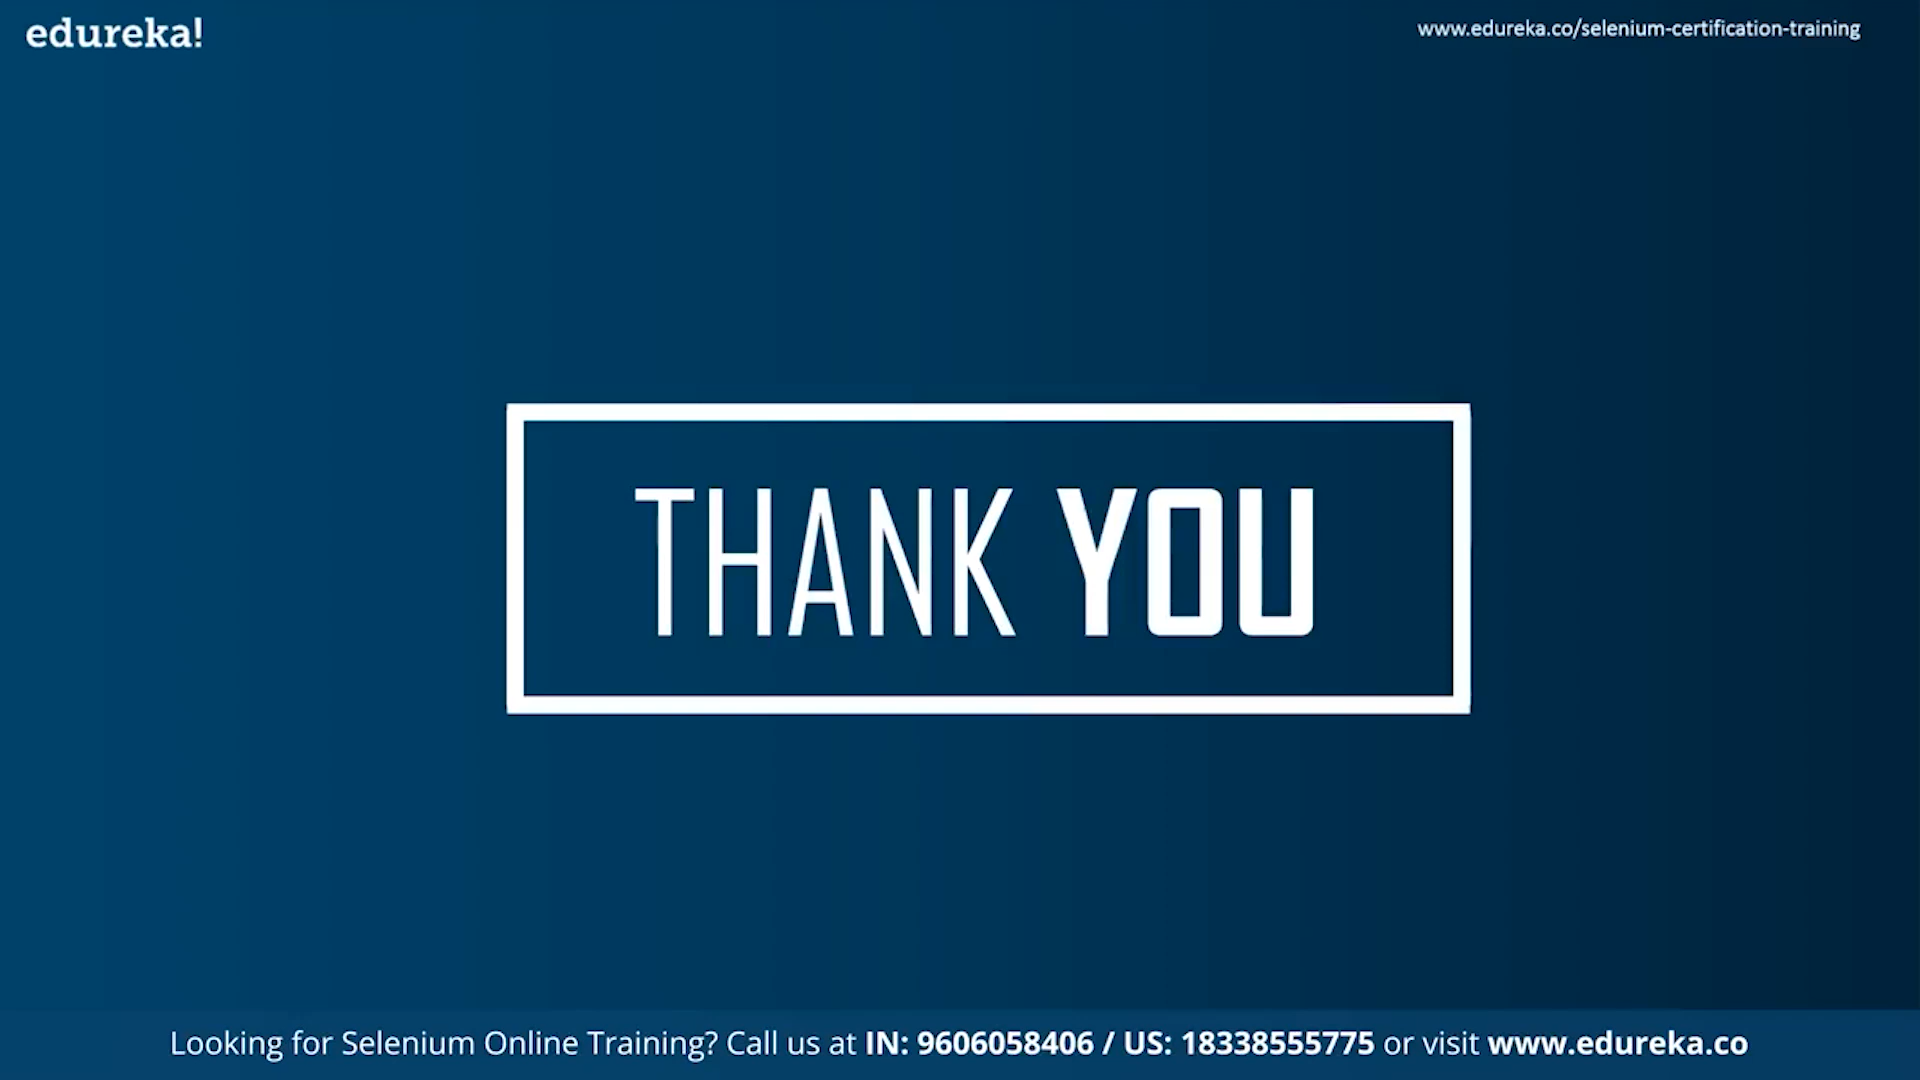 edureka!
www.edureka.co/selenium-certification-training
THANK YOU
Looking for Selenium Online Training? Call us at IN: 9606058406 / US: 18338555775 or visit www.edureka.co